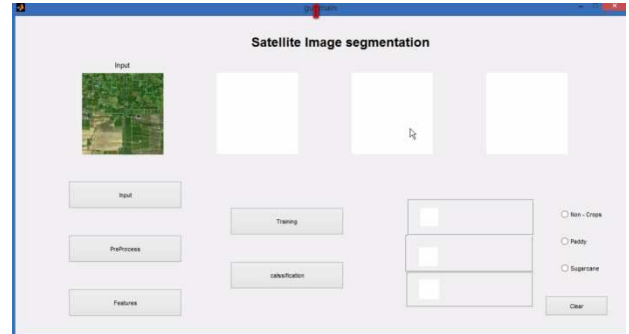 Satellite Image segmentation
Input
Input
PreProcess
Features
Training
calssification
Non - Crops
Paddy
Sugarcane
Clear